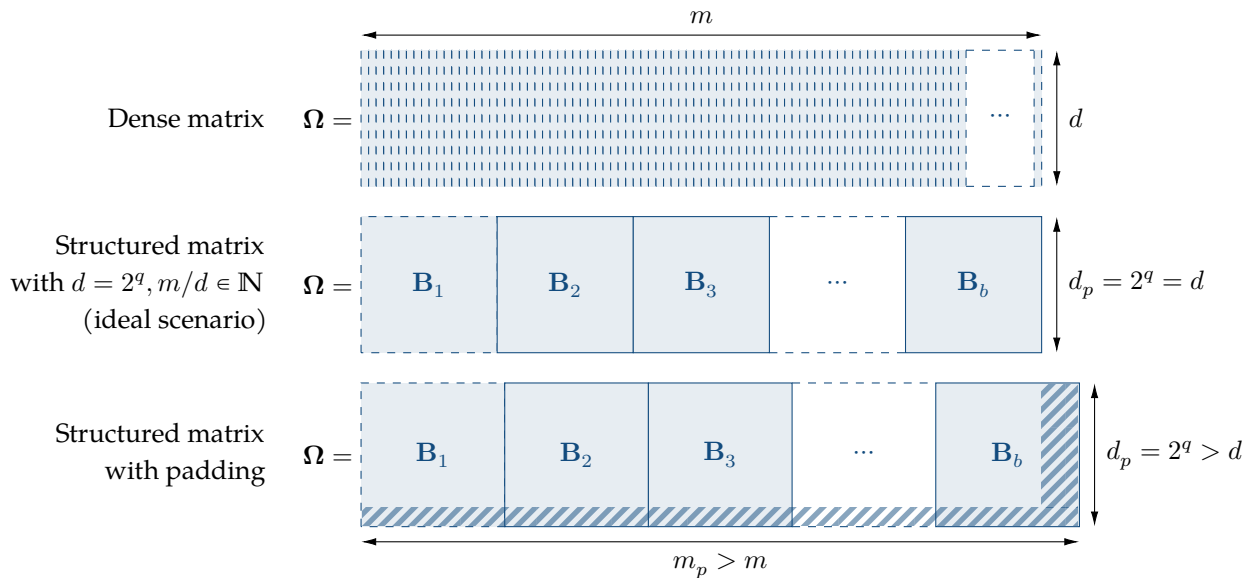 m
Dense matrix Ω = ... d
Structured matrix
with d = 2^q, m/d ∈ ℕ
(ideal scenario)
Ω = B_1 B_2 B_3 ... B_b d_p = 2^q = d
Structured matrix
with padding
Ω = B_1 B_2 B_3 ... B_b d_p = 2^q > d
m_p > m